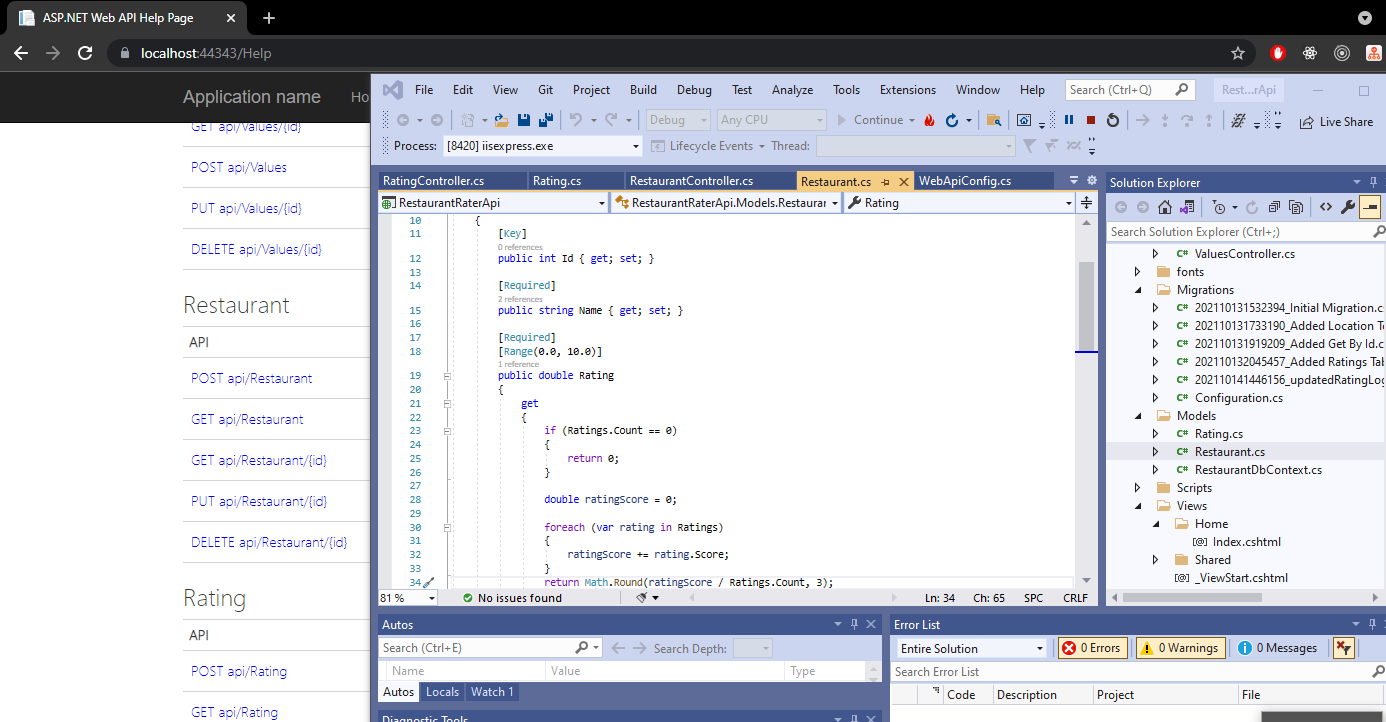 ASP.NET Web API Help Page
localhost:44343/Help
Application name Ho
GET api/Values/{id}
POST api/Values
PUT api/Values/{id}
DELETE api/Values/{id}
Restaurant
API
POST api/Restaurant
GET api/Restaurant
GET api/Restaurant/{id}
PUT api/Restaurant/{id}
DELETE api/Restaurant/{id}
Rating
API
POST api/Rating
GET api/Rating
File Edit View Git Project Build Debug Test Analyze Tools Extensions Window Help Search (Ctrl+Q) Rest...rApi
Debug Any CPU Continue Live Share
Process: [8420] iisexpress.exe Lifecycle Events Thread:
RatingController.cs Rating.cs RestaurantController.cs Restaurant.cs WebApiConfig.cs
RestaurantRaterApi RestaurantRaterApi.Models.Restaurar Rating
10 {
11 [Key]
0 references
12 public int Id { get; set; }
13
14 [Required]
2 references
15 public string Name { get; set; }
16
17 [Required]
18 [Range(0.0, 10.0)]
1 reference
19 public double Rating
20 {
21 get
22 {
23 if (Ratings.Count == 0)
24 {
25 return 0;
26 }
27
28 double ratingScore = 0;
29
30 foreach (var rating in Ratings)
31 {
32 ratingScore += rating.Score;
33 }
34 return Math.Round(ratingScore / Ratings.Count, 3);
81 % No issues found Ln: 34 Ch: 65 SPC CRLF
Solution Explorer
Search Solution Explorer (Ctrl+;)
C# ValuesController.cs
fonts
Migrations
C# 202110131532394_Initial Migration.c
C# 202110131733190_Added Location T
C# 202110131919209_Added Get By Id.c
C# 202110132045457_Added Ratings Tab
C# 202110141446156_updatedRatingLog
C# Configuration.cs
Models
C# Rating.cs
C# Restaurant.cs
C# RestaurantDbContext.cs
Scripts
Views
Home
[@] Index.cshtml
Shared
[@] _ViewStart.cshtml
Autos
Search (Ctrl+E) Search Depth:
Name Value Type
Autos Locals Watch 1
Diagnostic Tools
Error List
Entire Solution 0 Errors 0 Warnings 0 Messages
Search Error List
Code Description Project File